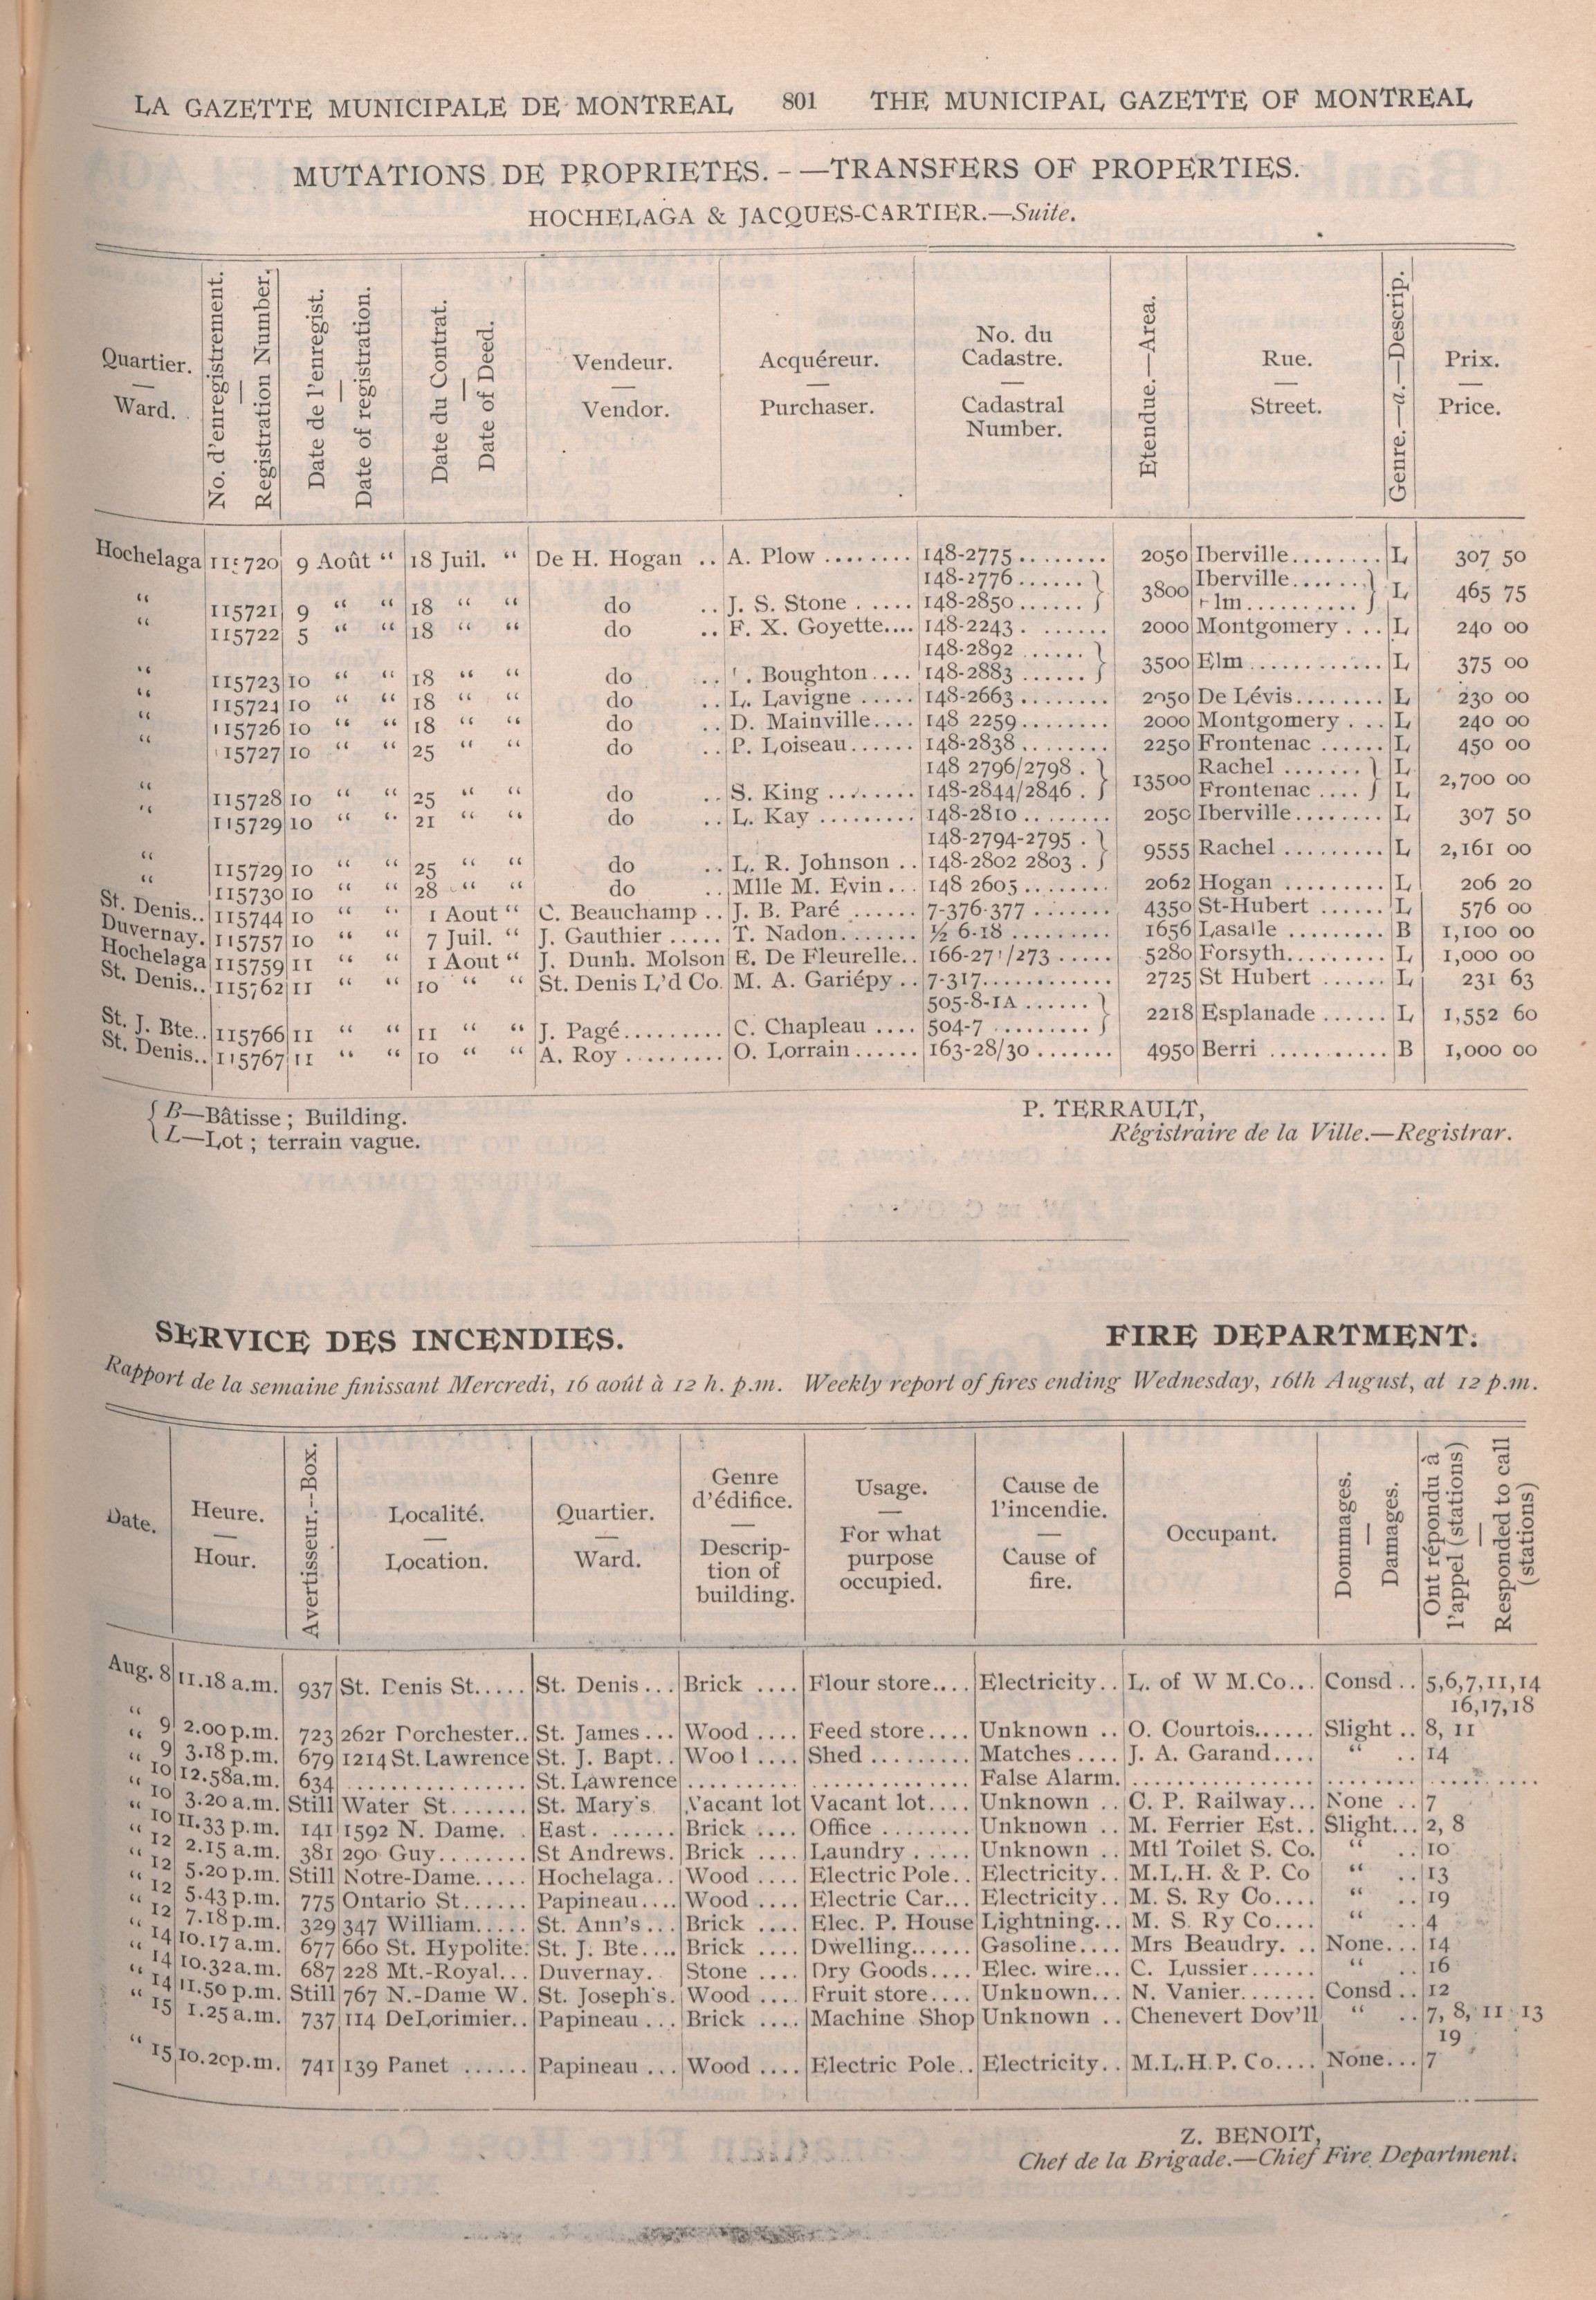 LA GAZETTE MUNICIPALE DE MONTREAL 801 THE MUNICIPAL GAZETTE OF MONTREAL
MUTATIONS DE PROPRIETES. - —TRANSFERS OF PROPERTIES.
HOCHELAGA & JACQUES-CARTIER.—Suite.
Quartier. — Ward.
No. d'enregistrement. — Registration Number.
Date de l'enregist. — Date of registration.
Date du Contrat. — Date of Deed.
Vendeur. — Vendor.
Acquéreur. — Purchaser.
No. du Cadastre. — Cadastral Number.
Etendue.—Area.
Rue. — Street.
Genre.—a.—Descrip.
Prix. — Price.
Hochelaga 115720 9 Août “ 18 Juil. “ De H. Hogan .. A. Plow ........ 148-2775 ........ 2050 Iberville ........ L 307 50
148-2776 ...... } Iberville ...... }
“ 115721 9 “ “ 18 “ “ do .. J. S. Stone ..... 148-2850 ...... } 3800 lm .......... } L 465 75
“ 115722 5 “ “ 18 “ “ do .. F. X. Goyette.... 148-2243 . ...... 2000 Montgomery ... L 240 00
148-2892 ...... }
“ 115723 10 “ “ 18 “ “ do .. . Boughton.... 148-2883 ...... } 3500 Elm ............ L 375 00
“ 115724 10 “ “ 18 “ “ do .. L. Lavigne ..... 148-2663 ........ 2050 De Lévis........ L 230 00
“ 115726 10 “ “ 18 “ “ do .. D. Mainville.... 148 2259 ........ 2000 Montgomery ... L 240 00
“ 15727 10 “ “ 25 “ “ do .. P. Loiseau...... 148-2838 ........ 2250 Frontenac ...... L 450 00
148 2796/2798 . } Rachel ....... } L
“ 115728 10 “ “ 25 “ “ do .. S. King ........ 148-2844/2846 . } 13500 Frontenac .... } L 2,700 00
“ 115729 10 “ “ 21 “ “ do .. L. Kay ......... 148-2810 ........ 2050 Iberville ........ L 307 50
148-2794-2795 . }
“ 115729 10 “ “ 25 “ “ do .. L. R. Johnson .. 148-2802 2803 . } 9555 Rachel ......... L 2,161 00
“ 115730 10 “ “ 28 “ “ do .. Mlle M. Evin... 148 2605 ........ 2062 Hogan ......... L 206 20
St. Denis.. 115744 10 “ “ 1 Aout “ C. Beauchamp .. J. B. Paré ...... 7-376-377 ....... 4350 St-Hubert ...... L 576 00
Duvernay. 115757 10 “ “ 7 Juil. “ J. Gauthier ..... T. Nadon....... ½ 6-18 ......... 1656 Lasalle ......... B 1,100 00
Hochelaga 115759 11 “ “ 1 Aout “ J. Dunh. Molson E. De Fleurelle.. 166-271/273 ..... 5280 Forsyth......... L 1,000 00
St. Denis.. 115762 11 “ “ 10 “ “ St. Denis L'd Co. M. A. Gariépy .. 7-317............ 2725 St Hubert ...... L 231 63
505-8-1A ...... }
St. J. Bte.. 115766 11 “ “ 11 “ “ J. Pagé......... C. Chapleau .... 504-7 ......... } 2218 Esplanade ...... L 1,552 60
St. Denis.. 115767 11 “ “ 10 “ “ A. Roy ......... O. Lorrain...... 163-28/30 ....... 4950 Berri ........... B 1,000 00
{ B—Bâtisse ; Building.
L—Lot ; terrain vague.
P. TERRAULT,
Régistraire de la Ville.—Registrar.
SERVICE DES INCENDIES. FIRE DEPARTMENT.
Rapport de la semaine finissant Mercredi, 16 août à 12 h. p.m. Weekly report of fires ending Wednesday, 16th August, at 12 p.m.
Date.
Heure. — Hour.
Avertisseur.--Box.
Localité. — Location.
Quartier. — Ward.
Genre d'édifice. — Description of building.
Usage. — For what purpose occupied.
Cause de l'incendie. — Cause of fire.
Occupant.
Dommages. — Damages.
Ont répondu à l'appel (stations) — Responded to call (stations)
Aug. 8 11.18 a.m. 937 St. Denis St..... St. Denis ... Brick .... Flour store.... Electricity.. L. of W M.Co... Consd .. 5,6,7,11,14
16,17,18
“ 9 2.00 p.m. 723 262r Dorchester.. St. James ... Wood .... Feed store.... Unknown .. O. Courtois...... Slight .. 8, 11
“ 9 3.18 p.m. 679 1214 St. Lawrence St. J. Bapt.. Woo l .... Shed ......... Matches .... J. A. Garand.... “ .. 14
“ 10 12.58a.m. 634 ................ St. Lawrence .......... ............. False Alarm. ................ ........ ..........
“ 10 3.20 a.m. Still Water St....... St. Mary's Vacant lot Vacant lot.... Unknown .. C. P. Railway... None .. 7
“ 10 11.33 p.m. 141 1592 N. Dame. . East. ...... Brick .... Office ........ Unknown .. M. Ferrier Est.. Slight... 2, 8
“ 12 2.15 a.m. 381 290 Guy........ St Andrews. Brick .... Laundry ...... Unknown .. Mtl Toilet S. Co. “ .. 10
“ 12 5.20 p.m. Still Notre-Dame..... Hochelaga.. Wood .... Electric Pole.. Electricity.. M.L.H. & P. Co “ .. 13
“ 12 5.43 p.m. 775 Ontario St...... Papineau.... Wood .... Electric Car... Electricity.. M. S. Ry Co.... “ .. 19
“ 12 7.18 p.m. 329 347 William..... St. Ann's ... Brick .... Elec. P. House Lightning... M. S. Ry Co.... “ .. 4
“ 14 10.17 a.m. 677 660 St. Hypolite. St. J. Bte.... Brick .... Dwelling...... Gasoline.... Mrs Beaudry. .. None... 14
“ 14 10.32a.m. 687 228 Mt.-Royal... Duvernay. Stone .... Dry Goods.... Elec. wire... C. Lussier...... “ .. 16
“ 14 11.50 p.m. Still 767 N.-Dame W. St. Joseph's. Wood .... Fruit store.... Unknown... N. Vanier....... Consd .. 12
“ 15 1.25 a.m. 737 114 DeLorimier.. Papineau ... Brick .... Machine Shop Unknown .. Chenevert Dov'll “ .. 7, 8, 11 13
19
“ 15 10.20p.m. 741 139 Panet ...... Papineau ... Wood .... Electric Pole.. Electricity.. M.L.H.P. Co.... None... 7
Z. BENOIT,
Chef de la Brigade.—Chief Fire Department.